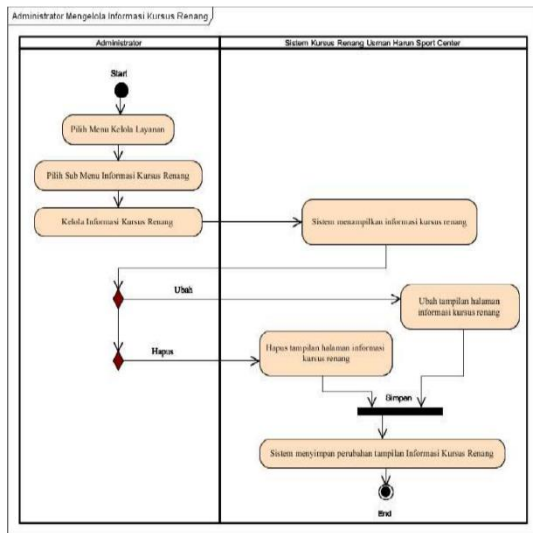 Administrator Mengelola Informasi Kursus Renang
Administrator
Sistem Kursus Renang Usman Harun Sport Center
Start
Pilih Menu Kelola Layanan
Pilih Sub Menu Informasi Kursus Renang
Kelola Informasi Kursus Renang
Sistem menampilkan informasi kursus renang
Ubah
Ubah tampilan halaman
informasi kursus renang
Hapus
Hapus tampilan halaman informasi
kursus renang
Simpan
Sistem menyimpan perubahan tampilan Informasi Kursus Renang
End